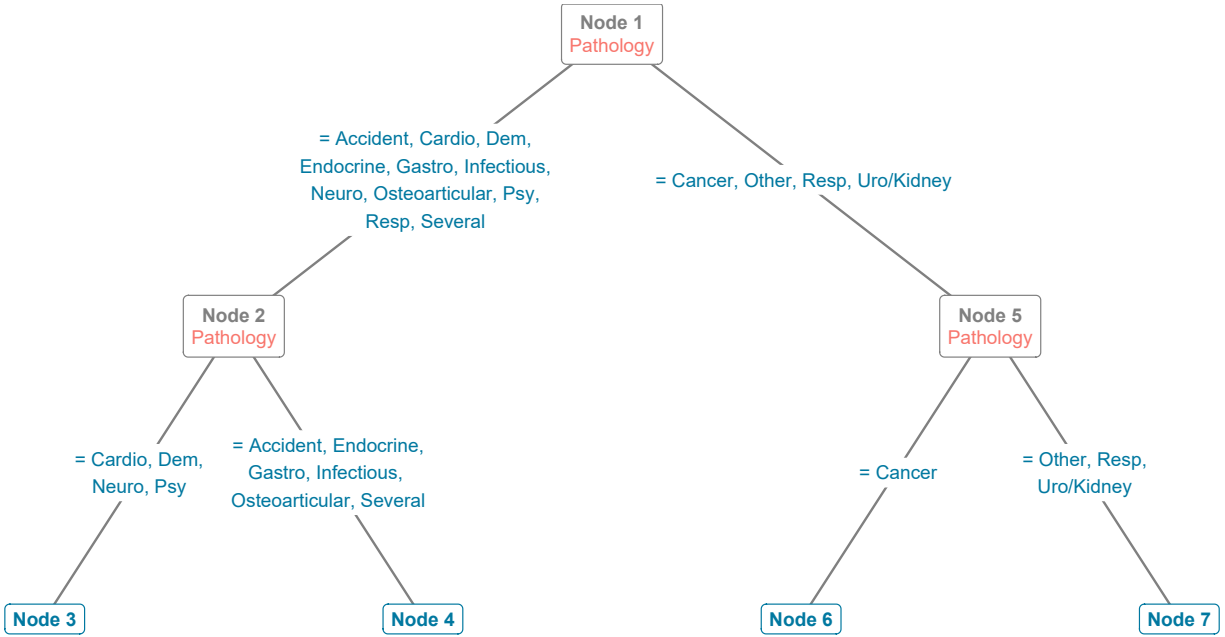 Node 1
Pathology
= Accident, Cardio, Dem,
Endocrine, Gastro, Infectious,
Neuro, Osteoarticular, Psy,
Resp, Several
= Cancer, Other, Resp, Uro/Kidney
Node 2
Pathology
Node 5
Pathology
= Cardio, Dem,
Neuro, Psy
= Accident, Endocrine,
Gastro, Infectious,
Osteoarticular, Several
= Cancer
= Other, Resp,
Uro/Kidney
Node 3
Node 4
Node 6
Node 7